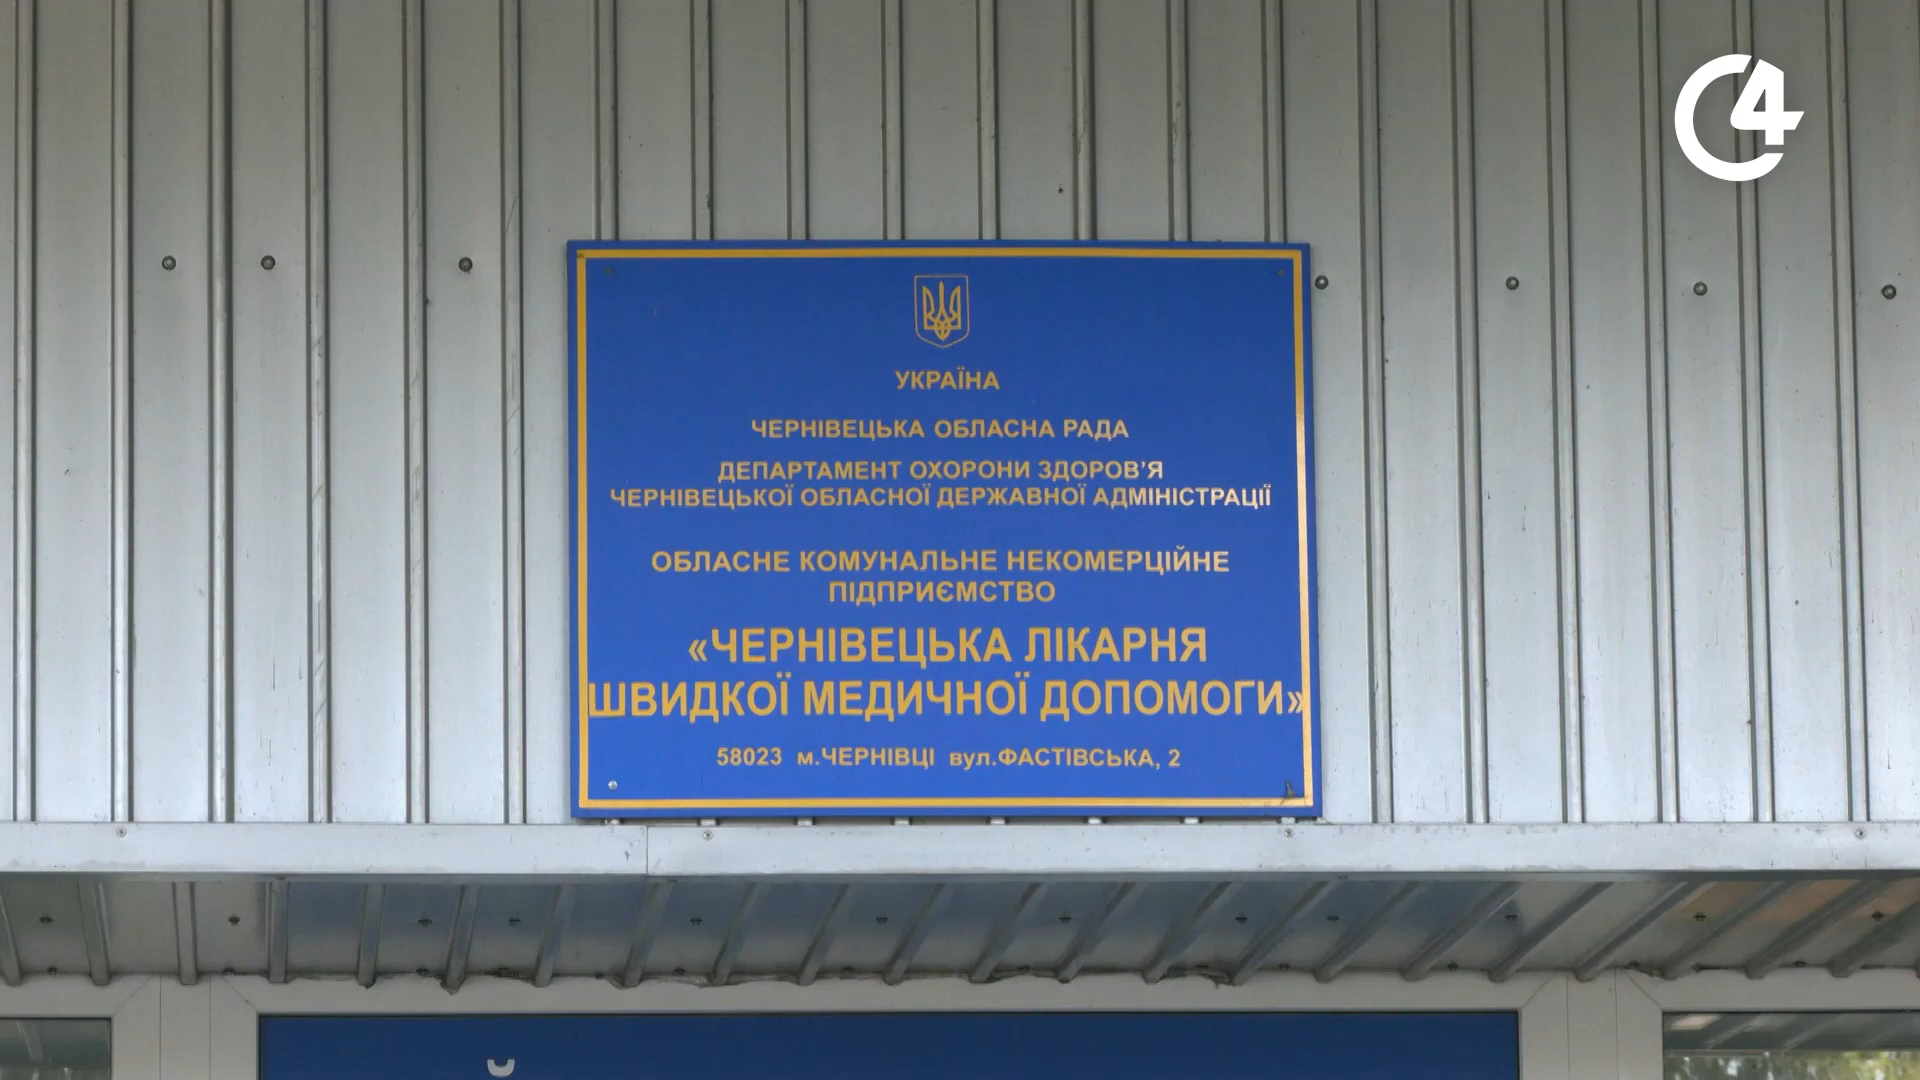 C4
УКРАЇНА
ЧЕРНІВЕЦЬКА ОБЛАСНА РАДА
ДЕПАРТАМЕНТ ОХОРОНИ ЗДОРОВ'Я
ЧЕРНІВЕЦЬКОЇ ОБЛАСНОЇ ДЕРЖАВНОЇ АДМІНІСТРАЦІЇ
ОБЛАСНЕ КОМУНАЛЬНЕ НЕКОМЕРЦІЙНЕ
ПІДПРИЄМСТВО
«ЧЕРНІВЕЦЬКА ЛІКАРНЯ
ШВИДКОЇ МЕДИЧНОЇ ДОПОМОГИ»
58023 м.ЧЕРНІВЦІ вул.ФАСТІВСЬКА, 2